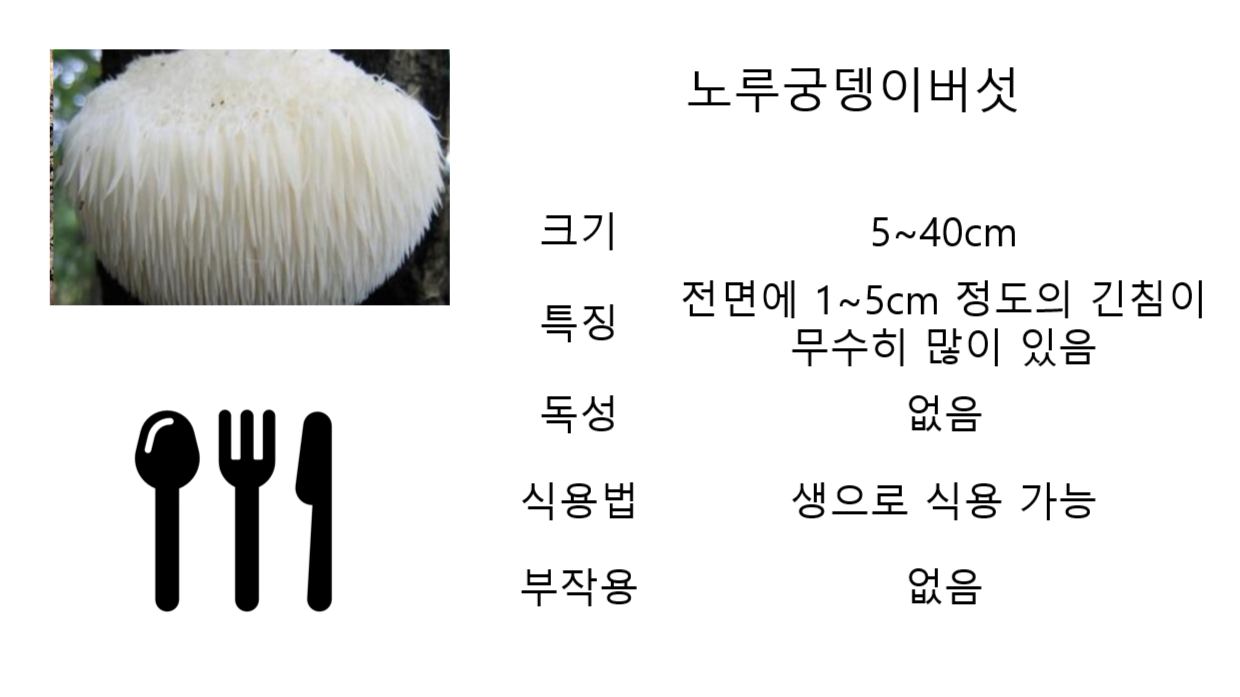 노루궁뎅이버섯
크기 5~40cm
특징 전면에 1~5cm 정도의 긴침이
무수히 많이 있음
독성 없음
식용법 생으로 식용 가능
부작용 없음